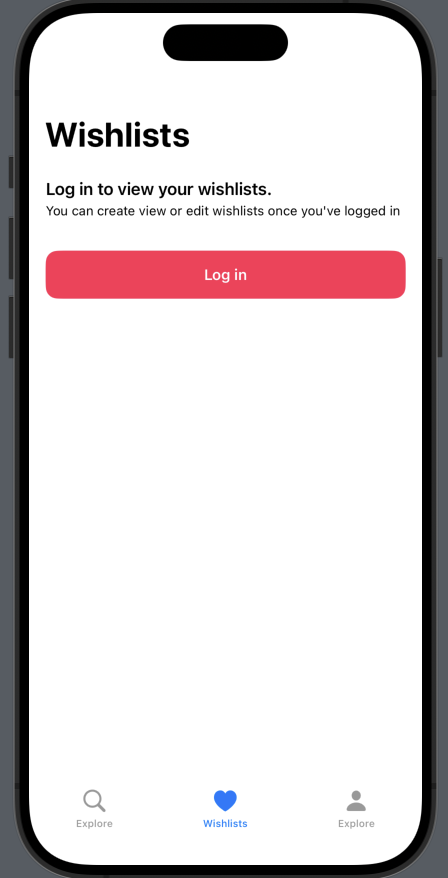 Wishlists
Log in to view your wishlists.
You can create view or edit wishlists once you've logged in
Log in
Explore
Wishlists
Explore